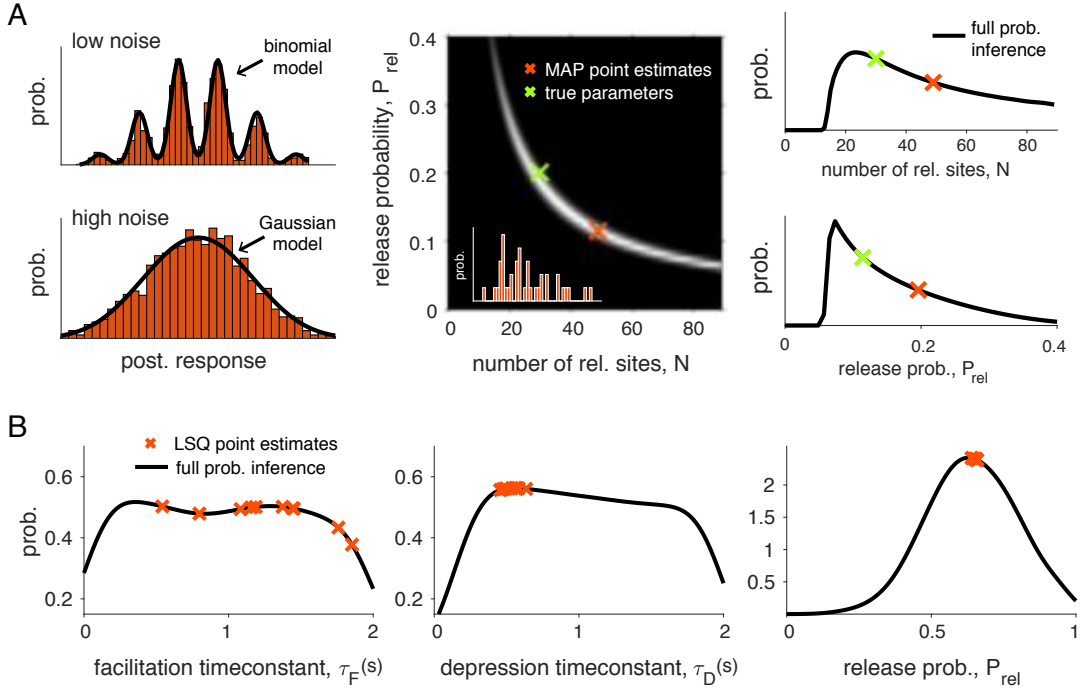 A
low noise
binomial
model
prob.
high noise
Gaussian
model
prob.
post. response
0.4
0.3
0.2
0.1
0
release probability, P_rel
MAP point estimates
true parameters
prob.
0 20 40 60 80
number of rel. sites, N
full prob.
inference
prob.
0 20 40 60 80
number of rel. sites, N
prob.
0 0.2 0.4
release prob., P_rel
B
LSQ point estimates
full prob. inference
prob.
0.6
0.4
0.2
0 1 2
facilitation timeconstant, τ_F(s)
0.6
0.4
0.2
0 1 2
depression timeconstant, τ_D(s)
2
1.5
1
0.5
0 0.5 1
release prob., P_rel